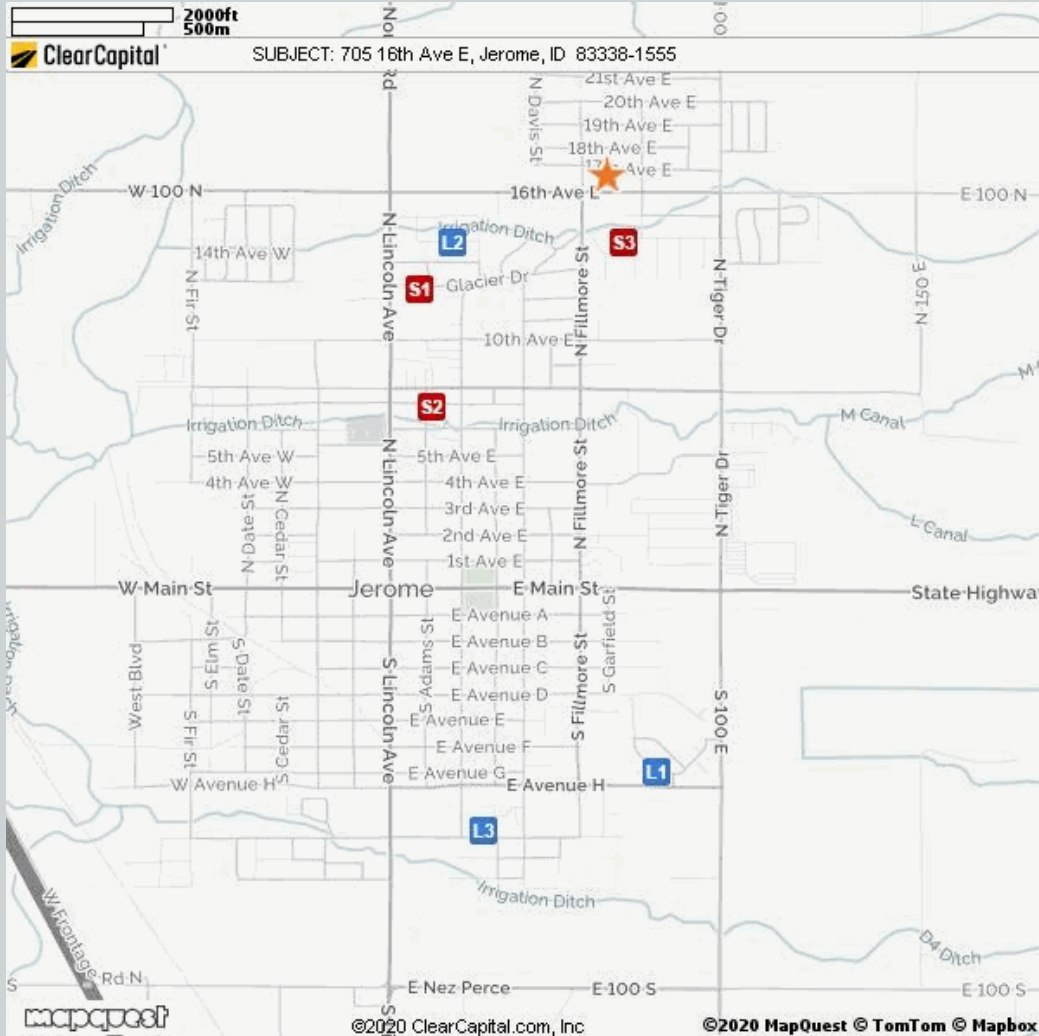 2000ft
500m
ClearCapital
SUBJECT: 705 16th Ave E, Jerome, ID 83338-1555
Rd
21st Ave E
N Davis St
20th Ave E
19th Ave E
18th Ave E
17th Ave E
Irrigation Ditch
W 100 N
16th Ave E
E 100 N
N Lincoln Ave
L2
Irrigation Ditch
S3
14th Ave W
N Fir St
S1
Glacier Dr
N Fillmore St
N Tiger Dr
N 150 E
10th Ave E
S2
Irrigation Ditch
Irrigation Ditch
M Canal
5th Ave W
5th Ave E
4th Ave W
4th Ave E
N Lincoln Ave
N Fillmore St
N Tiger Dr
N Date St
N Cedar St
3rd Ave E
2nd Ave E
L Canal
1st Ave E
W Main St
Jerome
E Main St
State Highway
E Avenue A
S Adams St
S Garfield St
E Avenue B
West Blvd
S Elm St
S Date St
E Avenue C
S Fillmore St
E Avenue D
S Lincoln Ave
S 100 E
S Fir St
S Cedar St
E Avenue E
E Avenue F
E Avenue G
L1
W Avenue H
E Avenue H
L3
Irrigation Ditch
W Frontage Rd N
D4 Ditch
E Nez Perce
E 100 S
E 100 S
mapquest
©2020 ClearCapital.com, Inc
©2020 MapQuest © TomTom © Mapbox